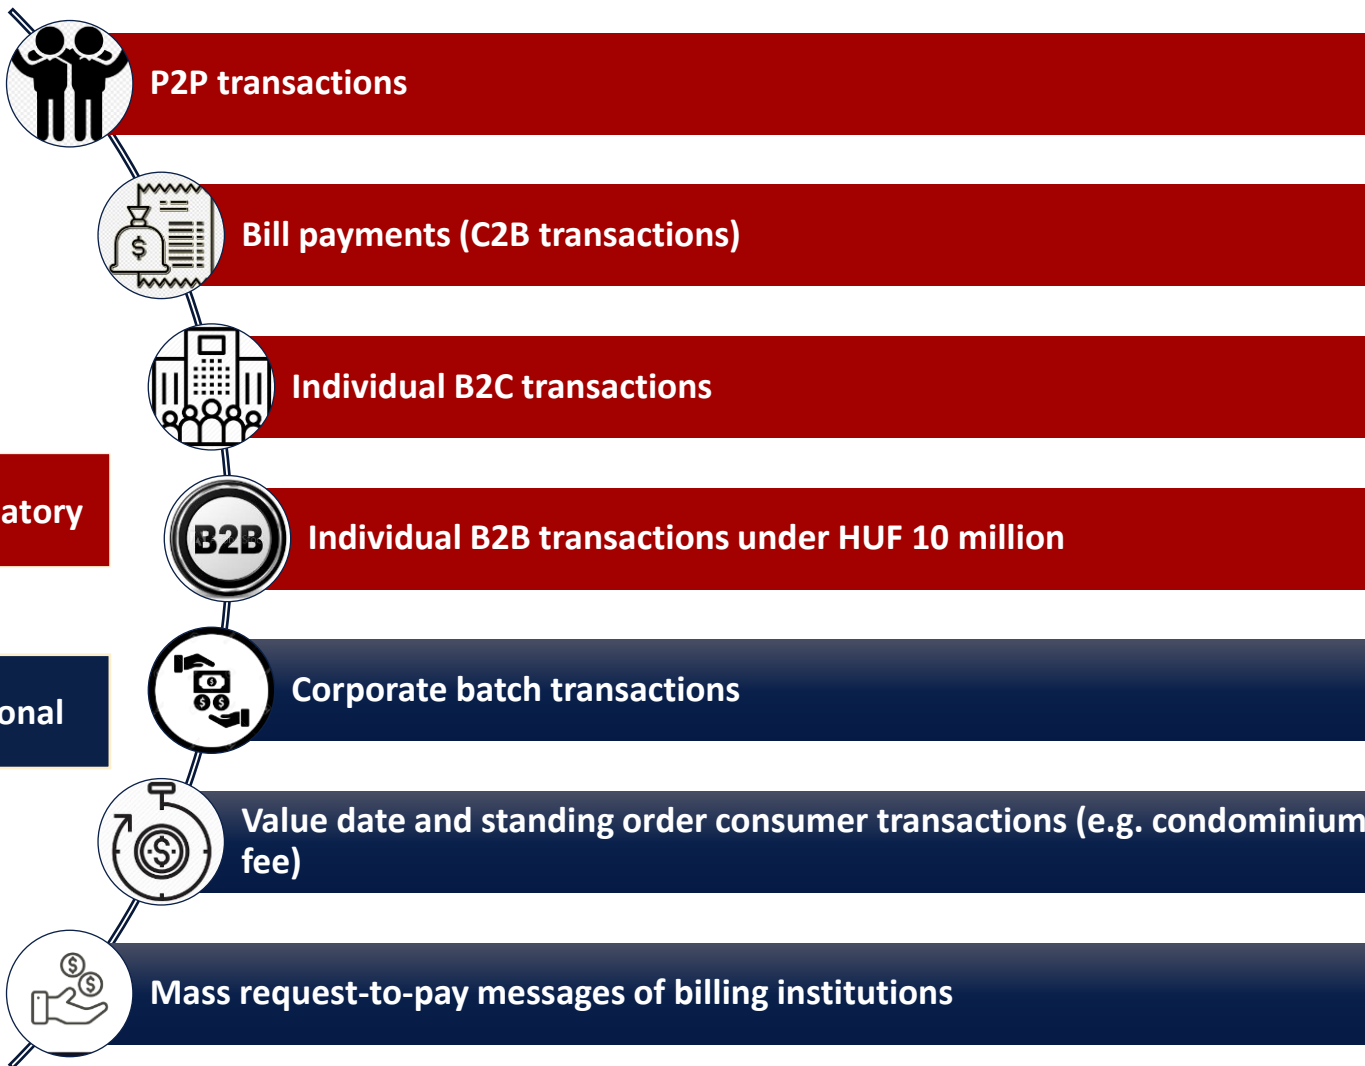 P2P transactions
Bill payments (C2B transactions)
Individual B2C transactions
atory
B2B
Individual B2B transactions under HUF 10 million
onal
Corporate batch transactions
Value date and standing order consumer transactions (e.g. condominium
fee)
Mass request-to-pay messages of billing institutions